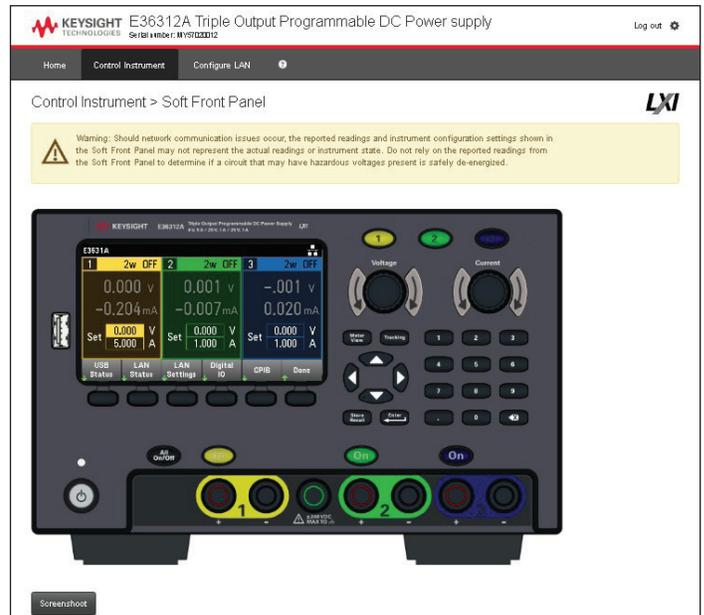 KEYSIGHT TECHNOLOGIES
E36312A Triple Output Programmable DC Power supply
Serial number: MY57020012
Log out
Home
Control Instrument
Configure LAN
?
Control Instrument > Soft Front Panel
LXI
Warning: Should network communication issues occur, the reported readings and instrument configuration settings shown in
the Soft Front Panel may not represent the actual readings or instrument state. Do not rely on the reported readings from
the Soft Front Panel to determine if a circuit that may have hazardous voltages present is safely de-energized.
KEYSIGHT E36312A Triple Output Programmable DC Power Supply LXI
E3631A
1 2w OFF 2 2w OFF 3 2w OFF
0.000 V 0.001 V -.001 V
-0.204 mA -0.007 mA 0.020 mA
Set 0.000 V 5.000 A Set 0.000 V 1.000 A Set 0.000 V 1.000 A
USB Status LAN Status LAN Settings Digital IO GPIB Done
1 2
Voltage Current
Meter View Tracking 1 2 3
4 5 6
7 8 9
Store Recall Enter . 0
All On/Off On On
1 2 3
+ - + - + -
Screenshoot